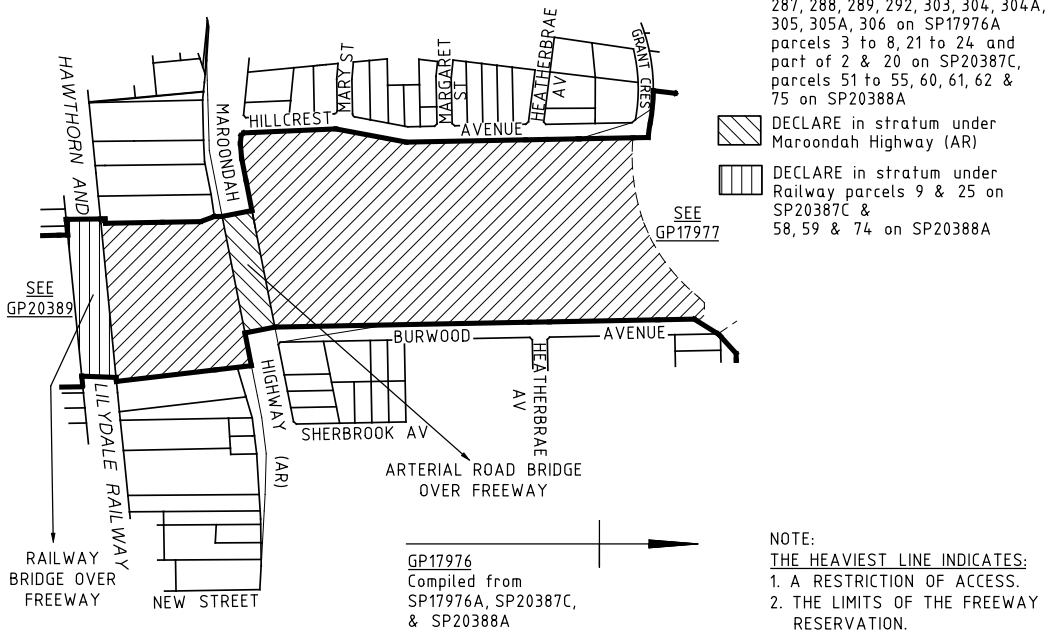 287, 288, 289, 292, 303, 304, 304A,
305, 305A, 306 on SP17976A
parcels 3 to 8, 21 to 24 and
part of 2 & 20 on SP20387C,
parcels 51 to 55, 60, 61, 62 &
75 on SP20388A
DECLARE in stratum under
Maroondah Highway (AR)
DECLARE in stratum under
Railway parcels 9 & 25 on
SP20387C &
58, 59 & 74 on SP20388A
HAWTHORN AND
LILYDALE RAILWAY
MAROONDAH
HIGHWAY (AR)
HILLCREST
AVENUE
MARY ST
MARGARET
ST
HEATHERBRAE
AV
GRANT CRES
SEE
GP17977
SEE
GP20389
BURWOOD
AVENUE
HEATHERBRAE
AV
SHERBROOK AV
ARTERIAL ROAD BRIDGE
OVER FREEWAY
RAILWAY
BRIDGE OVER
FREEWAY
NEW STREET
GP17976
Compiled from
SP17976A, SP20387C,
& SP20388A
NOTE:
THE HEAVIEST LINE INDICATES:
1. A RESTRICTION OF ACCESS.
2. THE LIMITS OF THE FREEWAY
RESERVATION.